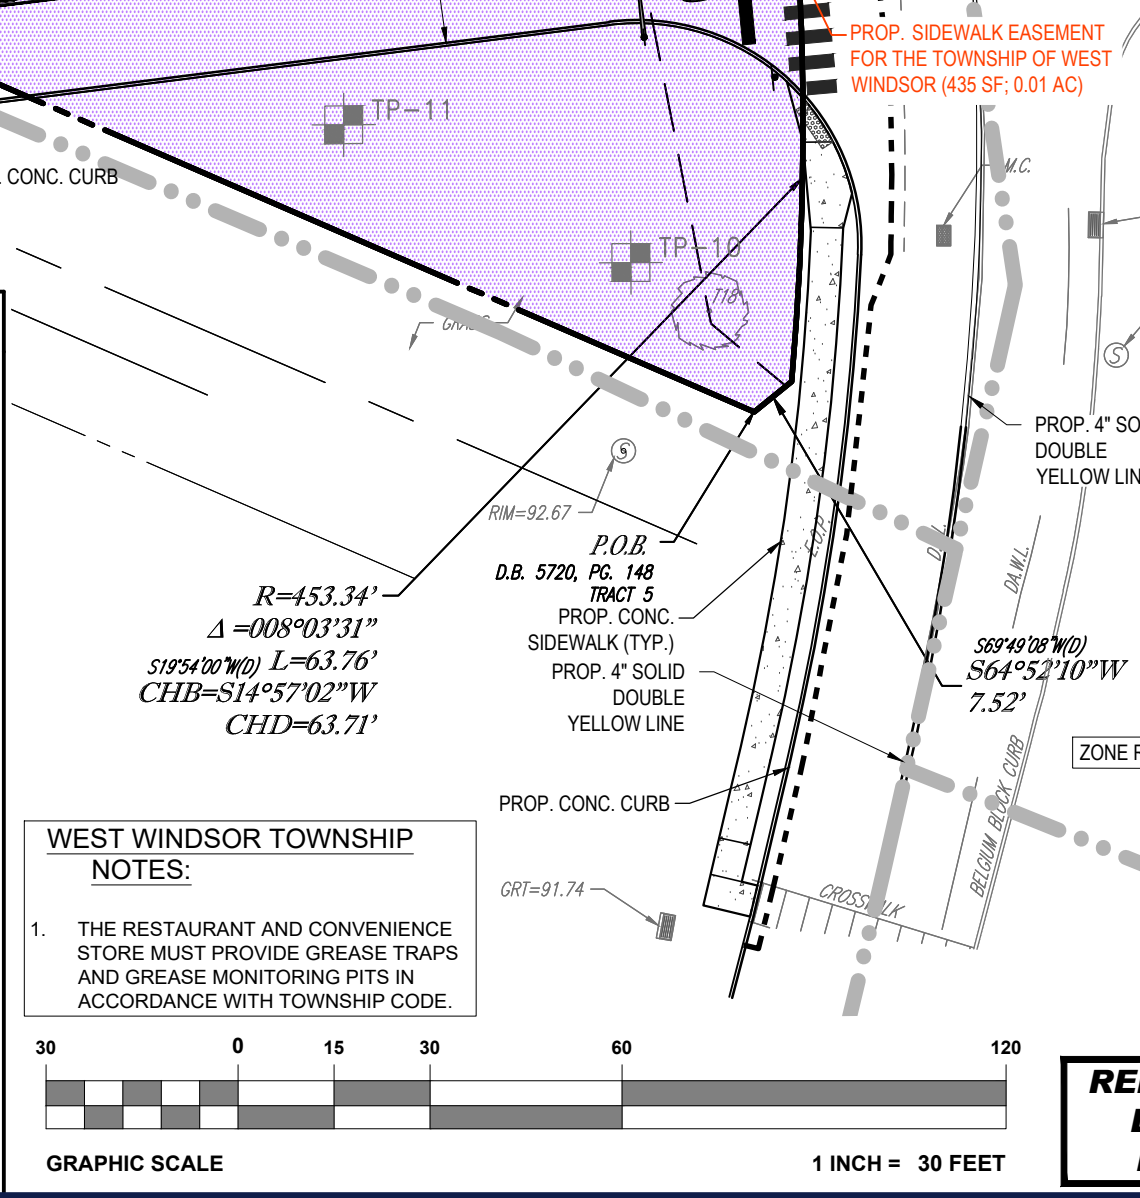 PROP. SIDEWALK EASEMENT
FOR THE TOWNSHIP OF WEST
WINDSOR (435 SF; 0.01 AC)
TP-11
M.C.
CONC. CURB
TP-10
T18
S
PROP. 4" SO
DOUBLE
YELLOW LIN
S
RIM=92.67
P.O.B.
D.B. 5720, PG. 148
TRACT 5
E.O.P.
DA.W.L.
R=453.34'
Δ =008°03'31"
S19°54'00"W(D) L=63.76'
CHB=S14°57'02"W
CHD=63.71'
PROP. CONC.
SIDEWALK (TYP.)
PROP. 4" SOLID
DOUBLE
YELLOW LINE
S69°49'08"W(D)
S64°52'10"W
7.52'
ZONE
BELGIUM BLOCK CURB
PROP. CONC. CURB
GRT=91.74
CROSSWALK
WEST WINDSOR TOWNSHIP
NOTES:
1. THE RESTAURANT AND CONVENIENCE
STORE MUST PROVIDE GREASE TRAPS
AND GREASE MONITORING PITS IN
ACCORDANCE WITH TOWNSHIP CODE.
30 0 15 30 60 120
GRAPHIC SCALE
1 INCH = 30 FEET